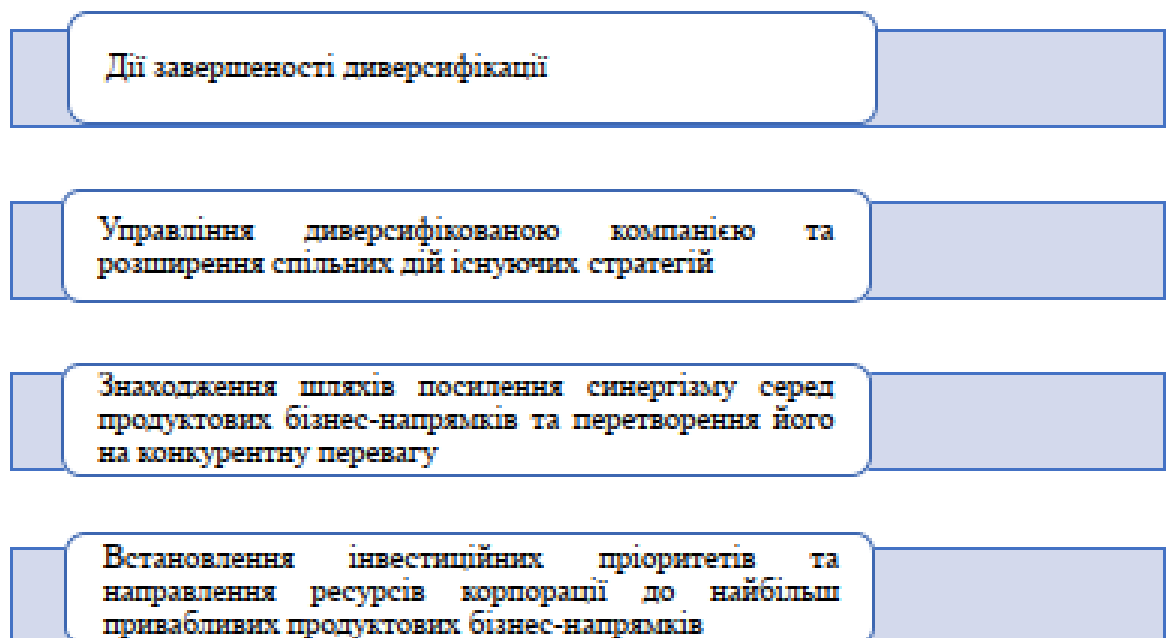 Дії завершеності диверсифікації
Управління диверсифікованою компанією та
розширення спільних дій існуючих стратегій
Знаходження шляхів посилення синергізму серед
продуктових бізнес-напрямків та перетворення його
на конкурентну перевагу
Встановлення інвестиційних пріоритетів та
направлення ресурсів корпорації до найбільш
привабливих продуктових бізнес-напрямків